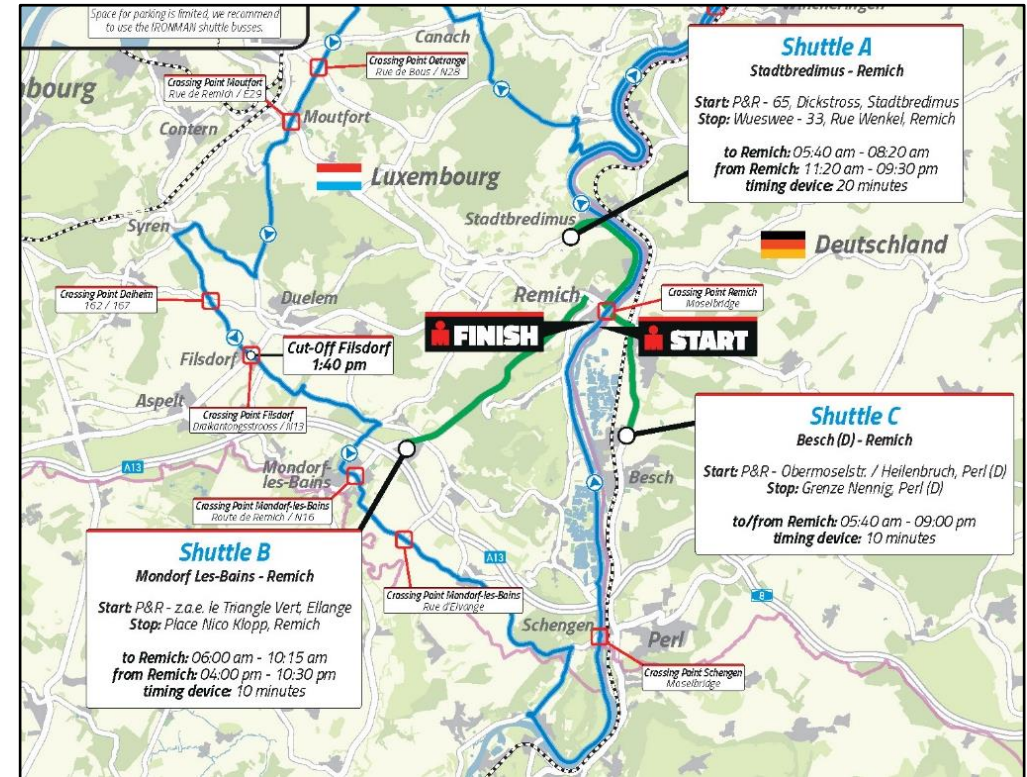 Space for parking is limited, we recommend
to use the IRONMAN shuttle busses.
Canach
Crossing Point Oetrange
Rue de Bous / N28
Crossing Point Moutfort
Rue de Remich / E29
Contern
Moutfort
Luxembourg
Syren
Stadtbredimus
Shuttle A
Stadtbredimus - Remich
Start: P&R - 65, Dickstross, Stadtbredimus
Stop: Wueswee - 33, Rue Wenkel, Remich
to Remich: 05:40 am - 08:20 am
from Remich: 11:20 am - 09:30 pm
timing device: 20 minutes
Deutschland
Crossing Point Dalheim
162 / 167
Duelem
Remich
Crossing Point Remich
Moselbridge
FINISH
START
Filsdorf
Cut-Off Filsdorf
1:40 pm
Aspelt
Crossing Point Filsdorf
Draikantongsstrooss / N13
A13
Mondorf-
les-Bains
Crossing Point Mondorf-les-Bains
Route de Remich / N16
Besch
Shuttle C
Besch (D) - Remich
Start: P&R - Obermoselstr. / Heilenbruch, Perl (D)
Stop: Grenze Nennig, Perl (D)
to/from Remich: 05:40 am - 09:00 pm
timing device: 10 minutes
Shuttle B
Mondorf Les-Bains - Remich
Start: P&R - z.a.e. le Triangle Vert, Ellange
Stop: Place Nico Klopp, Remich
to Remich: 06:00 am - 10:15 am
from Remich: 04:00 pm - 10:30 pm
timing device: 10 minutes
A13
Crossing Point Mondorf-les-Bains
Rue d'Elvange
8
Schengen
Perl
Crossing Point Schengen
Moselbridge